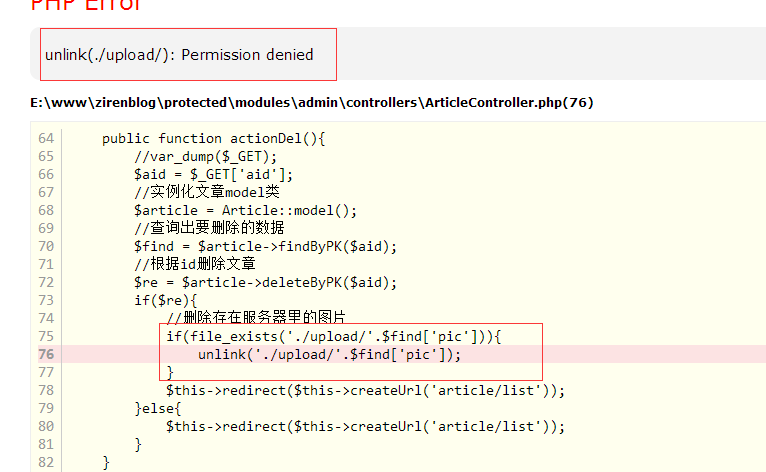 PHP Error
unlink(./upload/): Permission denied
E:\www\zirenblog\protected\modules\admin\controllers\ArticleController.php(76)
64     public function actionDel(){
65         //var_dump($_GET);
66         $aid = $_GET['aid'];
67         //实例化文章model类
68         $article = Article::model();
69         //查询出要删除的数据
70         $find = $article->findByPK($aid);
71         //根据id删除文章
72         $re = $article->deleteByPK($aid);
73         if($re){
74             //删除存在服务器里的图片
75             if(file_exists('./upload/'.$find['pic'])){
76                 unlink('./upload/'.$find['pic']);
77             }
78             $this->redirect($this->createUrl('article/list'));
79         }else{
80             $this->redirect($this->createUrl('article/list'));
81         }
82     }